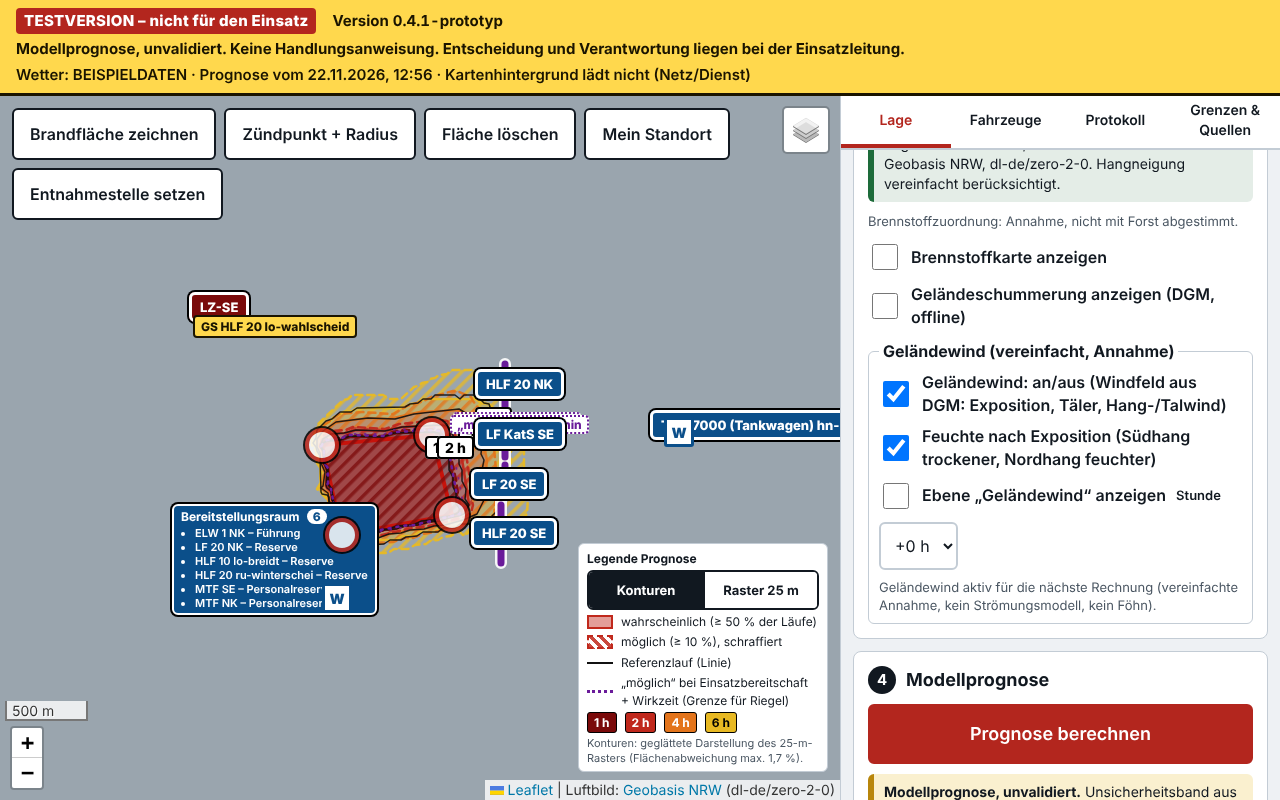 TESTVERSION – nicht für den Einsatz Version 0.4.1-prototyp
Modellprognose, unvalidiert. Keine Handlungsanweisung. Entscheidung und Verantwortung liegen bei der Einsatzleitung.
Wetter: BEISPIELDATEN · Prognose vom 22.11.2026, 12:56 · Kartenhintergrund lädt nicht (Netz/Dienst)
Brandfläche zeichnen
Zündpunkt + Radius
Fläche löschen
Mein Standort
Entnahmestelle setzen
LZ-SE
GS HLF 20 lo-wahlscheid
HLF 20 NK
LF KatS SE
2 h
LF 20 SE
HLF 20 SE
7000 (Tankwagen) hn-
W
Bereitstellungsraum 6
ELW 1 NK – Führung
LF 20 NK – Reserve
HLF 10 lo-breidt – Reserve
HLF 20 ru-winterschei – Reserve
MTF SE – Personalreser
MTF NK – Personalreser
W
Legende Prognose
Konturen
Raster 25 m
wahrscheinlich (≥ 50 % der Läufe)
möglich (≥ 10 %), schraffiert
Referenzlauf (Linie)
„möglich“ bei Einsatzbereitschaft
+ Wirkzeit (Grenze für Riegel)
1 h 2 h 4 h 6 h
Konturen: geglättete Darstellung des 25-m-
Rasters (Flächenabweichung max. 1,7 %).
500 m
+
−
Leaflet | Luftbild: Geobasis NRW (dl-de/zero-2-0)
Lage
Fahrzeuge
Protokoll
Grenzen &
Quellen
Geobasis NRW, dl-de/zero-2-0. Hangneigung
vereinfacht berücksichtigt.
Brennstoffzuordnung: Annahme, nicht mit Forst abgestimmt.
Brennstoffkarte anzeigen
Geländeschummerung anzeigen (DGM,
offline)
Geländewind (vereinfacht, Annahme)
Geländewind: an/aus (Windfeld aus
DGM: Exposition, Täler, Hang-/Talwind)
Feuchte nach Exposition (Südhang
trockener, Nordhang feuchter)
Ebene „Geländewind“ anzeigen Stunde
+0 h
Geländewind aktiv für die nächste Rechnung (vereinfachte
Annahme, kein Strömungsmodell, kein Föhn).
4 Modellprognose
Prognose berechnen
Modellprognose, unvalidiert. Unsicherheitsband aus